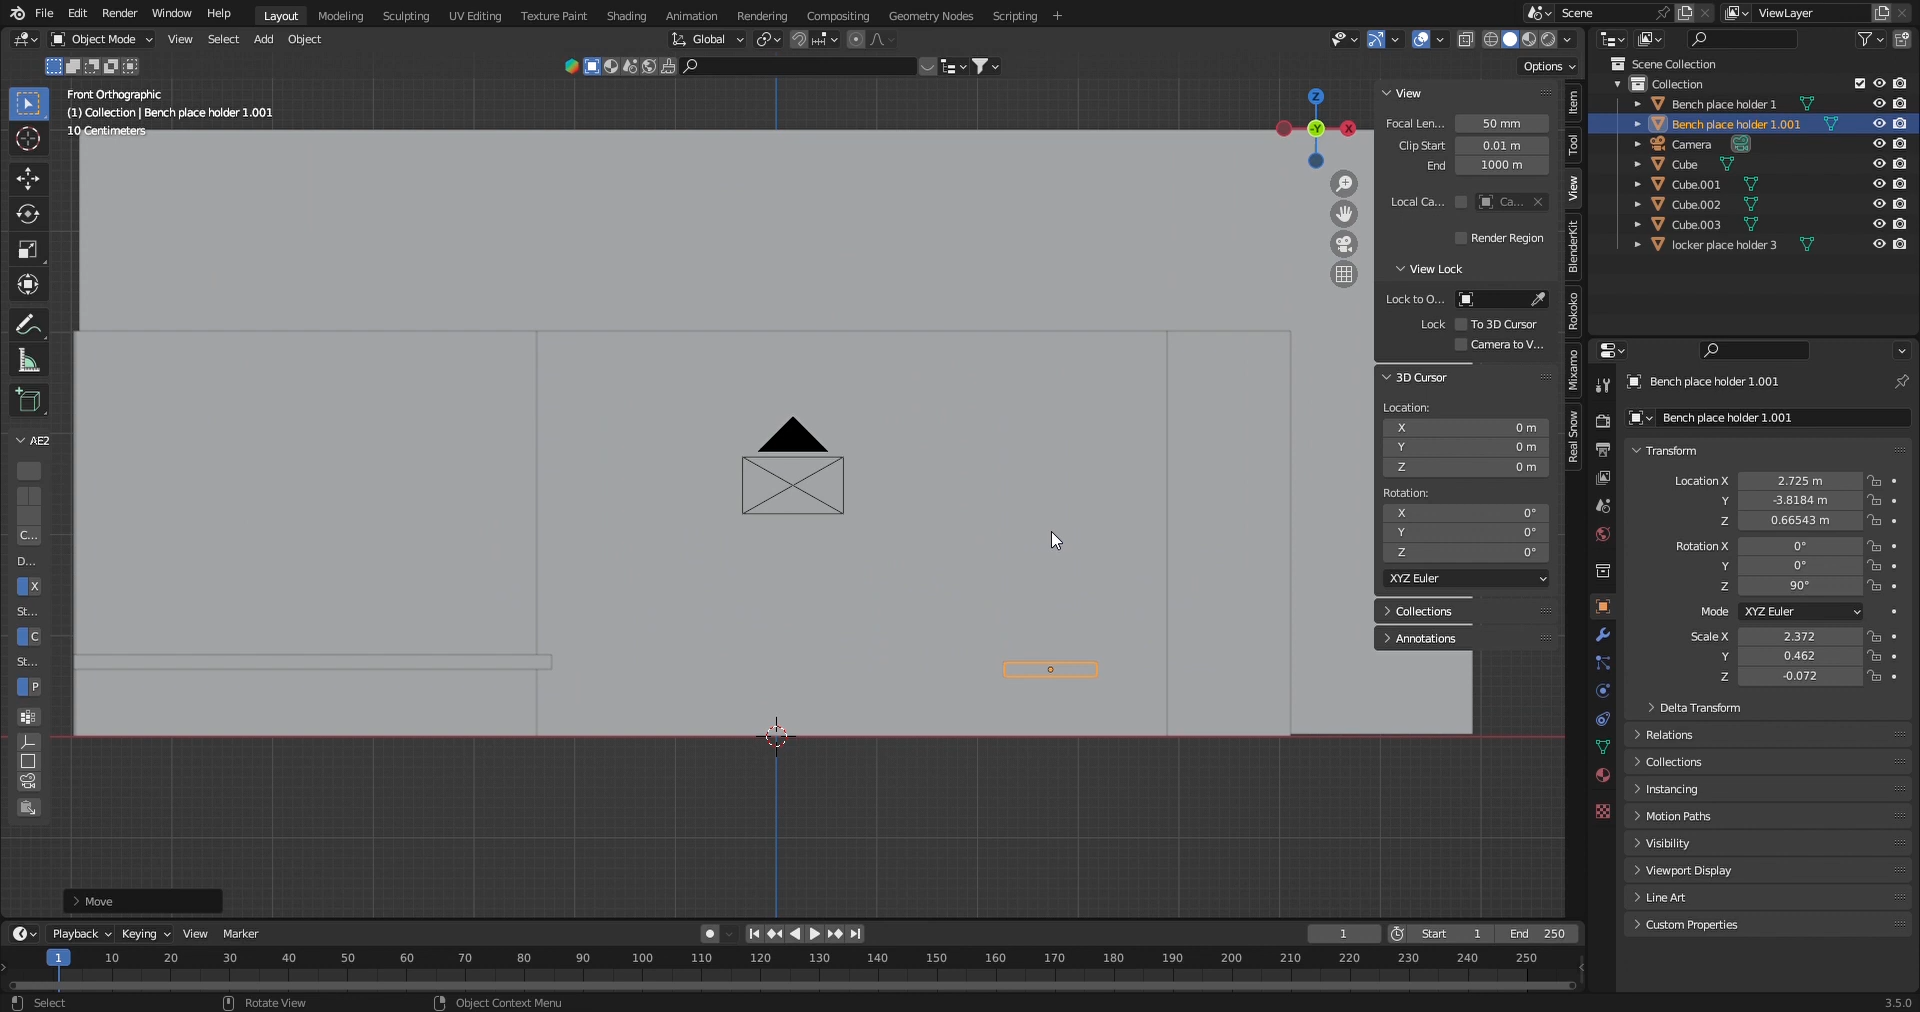 File Edit Render Window Help Layout Modeling Sculpting UV Editing Texture Paint Shading Animation Rendering Compositing Geometry Nodes Scripting + Scene ViewLayer
Object Mode View Select Add Object Global
Options
Front Orthographic
(1) Collection | Bench place holder 1.001
10 Centimeters
Z
-Y
X
AE2
C...
D...
X
St...
C
St...
P
Move
View
Focal Len... 50 mm
Clip Start 0.01 m
End 1000 m
Local Ca... Ca...
Render Region
View Lock
Lock to O...
Lock To 3D Cursor
Camera to V...
3D Cursor
Location:
X 0 m
Y 0 m
Z 0 m
Rotation:
X 0°
Y 0°
Z 0°
XYZ Euler
Collections
Annotations
Item
Tool
View
BlenderKit
Rokoko
Mixamo
Real Snow
Scene Collection
Collection
Bench place holder 1
Bench place holder 1.001
Camera
Cube
Cube.001
Cube.002
Cube.003
locker place holder 3
Bench place holder 1.001
Bench place holder 1.001
Transform
Location X 2.725 m
Y -3.8184 m
Z 0.66543 m
Rotation X 0°
Y 0°
Z 90°
Mode XYZ Euler
Scale X 2.372
Y 0.462
Z -0.072
Delta Transform
Relations
Collections
Instancing
Motion Paths
Visibility
Viewport Display
Line Art
Custom Properties
Playback Keying View Marker 1 Start 1 End 250
1 10 20 30 40 50 60 70 80 90 100 110 120 130 140 150 160 170 180 190 200 210 220 230 240 250
Select Rotate View Object Context Menu 3.5.0